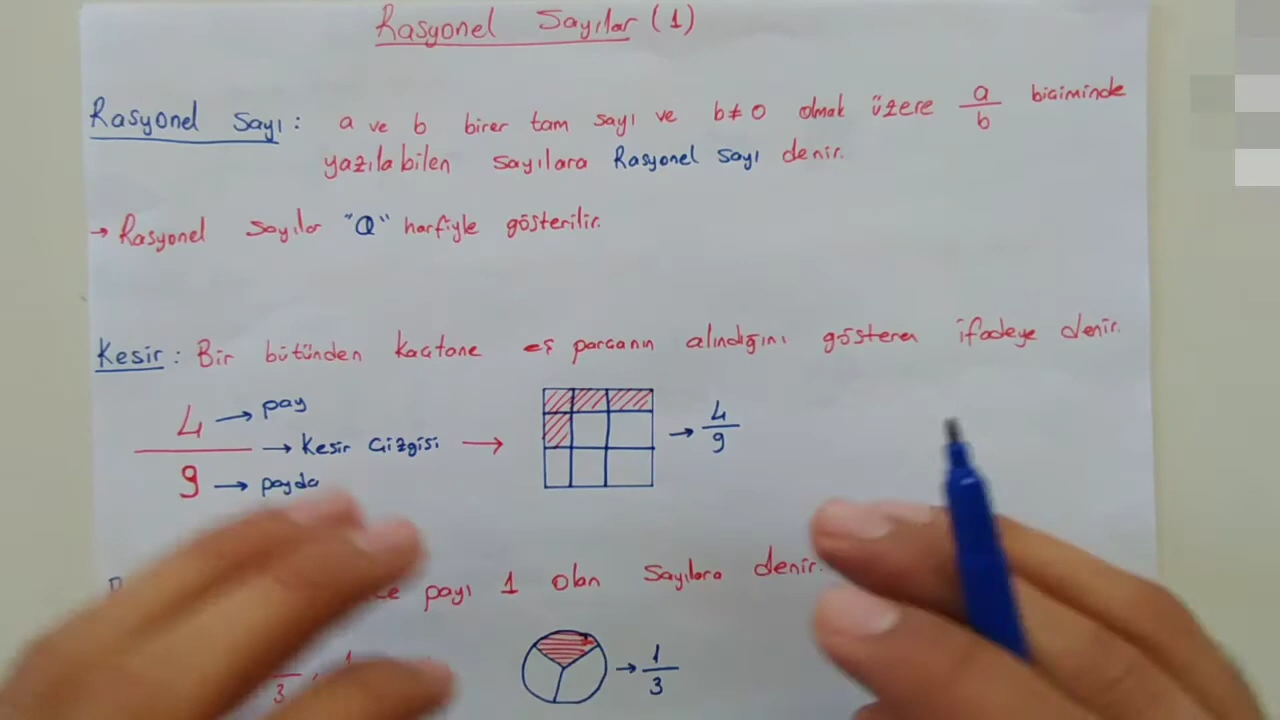 Rasyonel Sayılar (1)
Rasyonel Sayı: a ve b birer tam sayı ve b≠0 olmak üzere a/b biçiminde
yazılabilen sayılara Rasyonel sayı denir.
→ Rasyonel sayılar "Q" harfiyle gösterilir.
Kesir: Bir bütünden kaçtane eş parçanın alındığını gösteren ifadeye denir.
4 → pay
→ Kesir Çizgisi → → 4/9
9 → payda
payı 1 olan sayılara denir.
→ 1/3
3